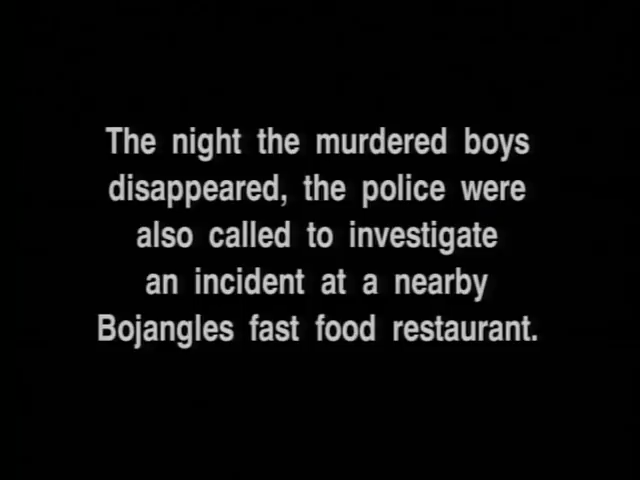 The night the murdered boys
disappeared, the police were
also called to investigate
an incident at a nearby
Bojangles fast food restaurant.